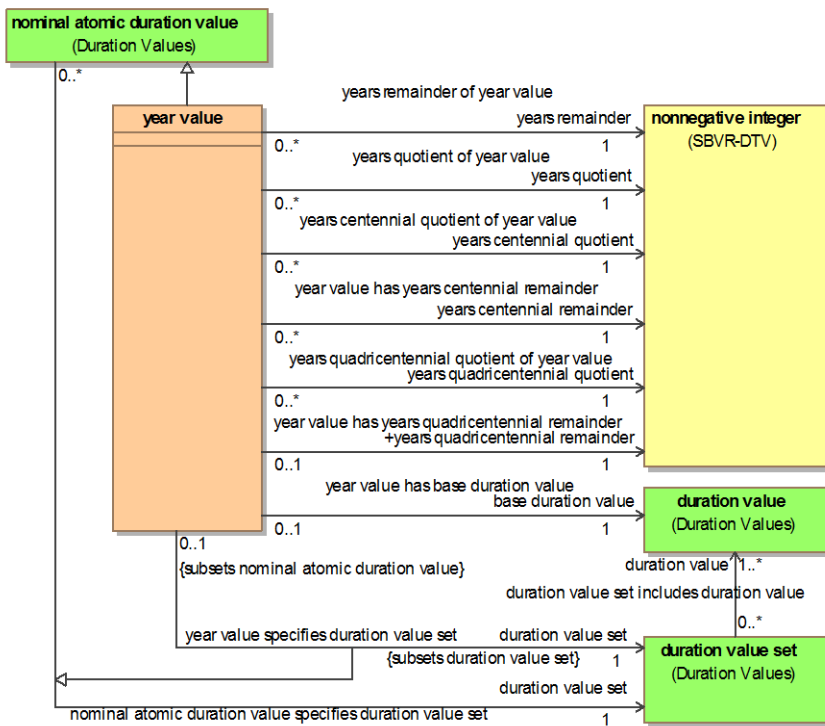 nominal atomic duration value
(Duration Values)
0..*
years remainder of year value
year value
years remainder
nonnegative integer
(SBVR-DTV)
0..*
1
years quotient of year value
years quotient
0..*
1
years centennial quotient of year value
years centennial quotient
0..*
1
year value has years centennial remainder
years centennial remainder
0..*
1
years quadricentennial quotient of year value
years quadricentennial quotient
0..*
1
year value has years quadricentennial remainder
+years quadricentennial remainder
0..1
1
year value has base duration value
base duration value
duration value
(Duration Values)
0..1
1
0..1
{subsets nominal atomic duration value}
duration value
1..*
duration value set includes duration value
0..*
year value specifies duration value set
duration value set
{subsets duration value set}
1
duration value set
(Duration Values)
duration value set
nominal atomic duration value specifies duration value set
1